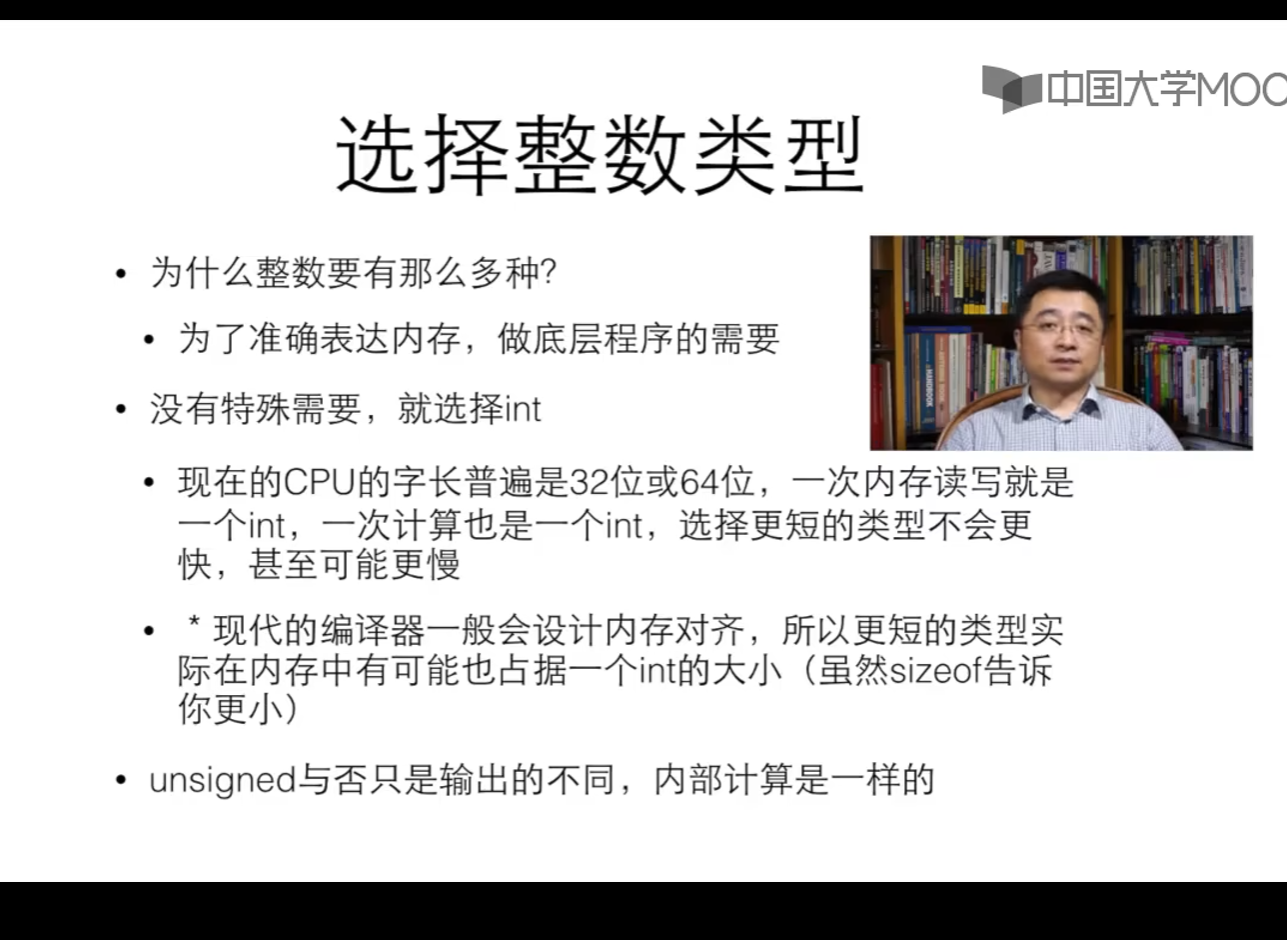 中国大学MOO
选择整数类型
• 为什么整数要有那么多种?
• 为了准确表达内存，做底层程序的需要
• 没有特殊需要，就选择int
• 现在的CPU的字长普遍是32位或64位，一次内存读写就是
一个int，一次计算也是一个int，选择更短的类型不会更
快，甚至可能更慢
• *现代的编译器一般会设计内存对齐，所以更短的类型实
际在内存中有可能也占据一个int的大小（虽然sizeof告诉
你更小）
• unsigned与否只是输出的不同，内部计算是一样的